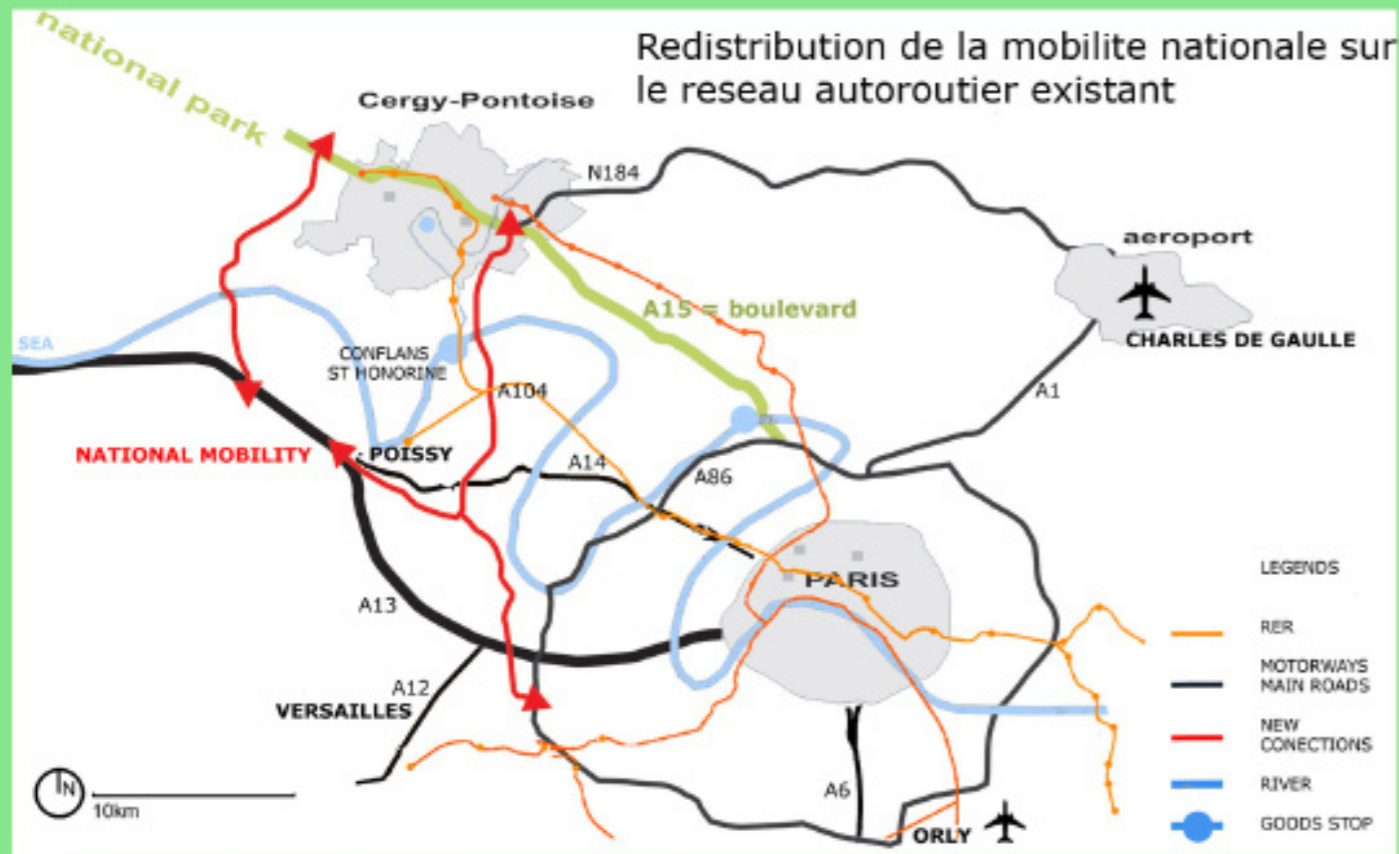 national park
Redistribution de la mobilite nationale sur
le reseau autoroutier existant
Cergy-Pontoise
N184
aeroport
A15 = boulevard
CHARLES DE GAULLE
SEA
CONFLANS
ST HONORINE
A104
A1
NATIONAL MOBILITY
POISSY
A14
A86
PARIS
A13
A12
VERSAILLES
A6
ORLY
N
10km
LEGENDS
RER
MOTORWAYS
MAIN ROADS
NEW
CONECTIONS
RIVER
GOODS STOP